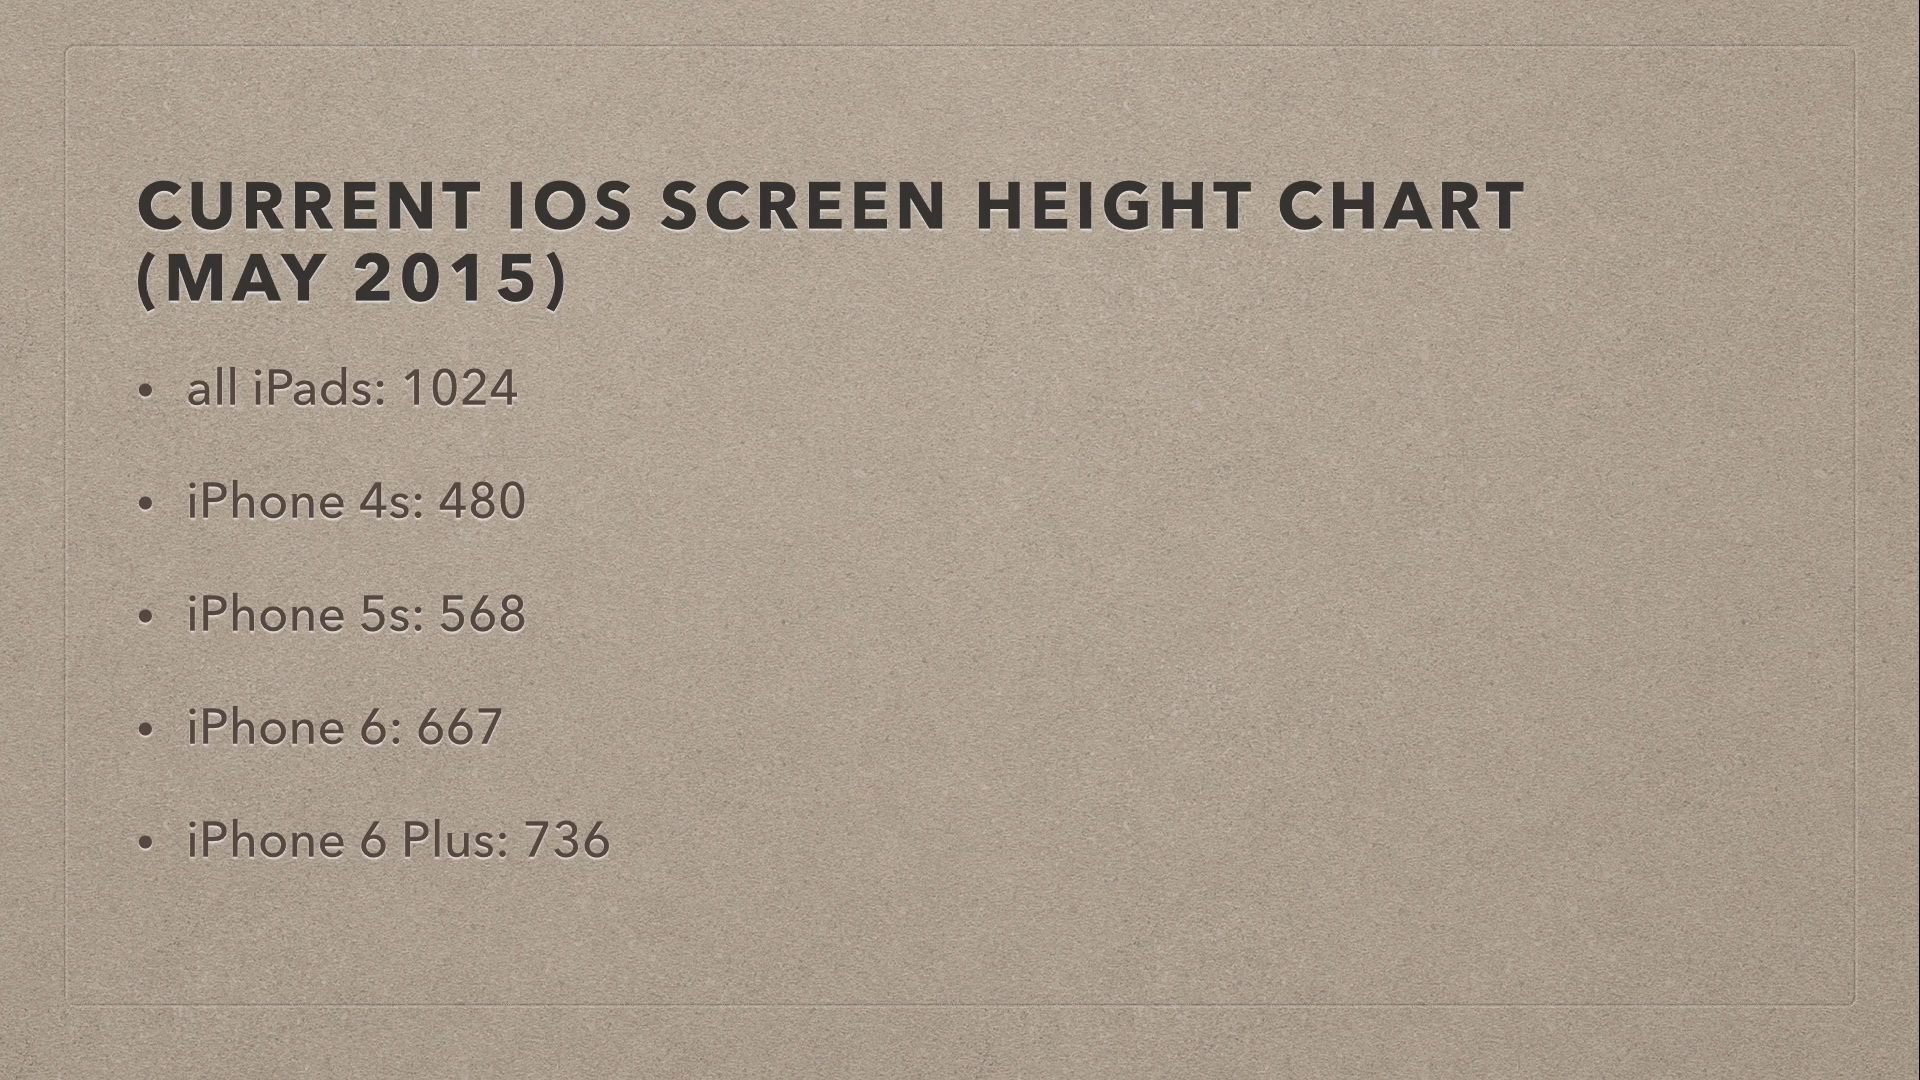 CURRENT IOS SCREEN HEIGHT CHART
(MAY 2015)
• all iPads: 1024
• iPhone 4s: 480
• iPhone 5s: 568
• iPhone 6: 667
• iPhone 6 Plus: 736